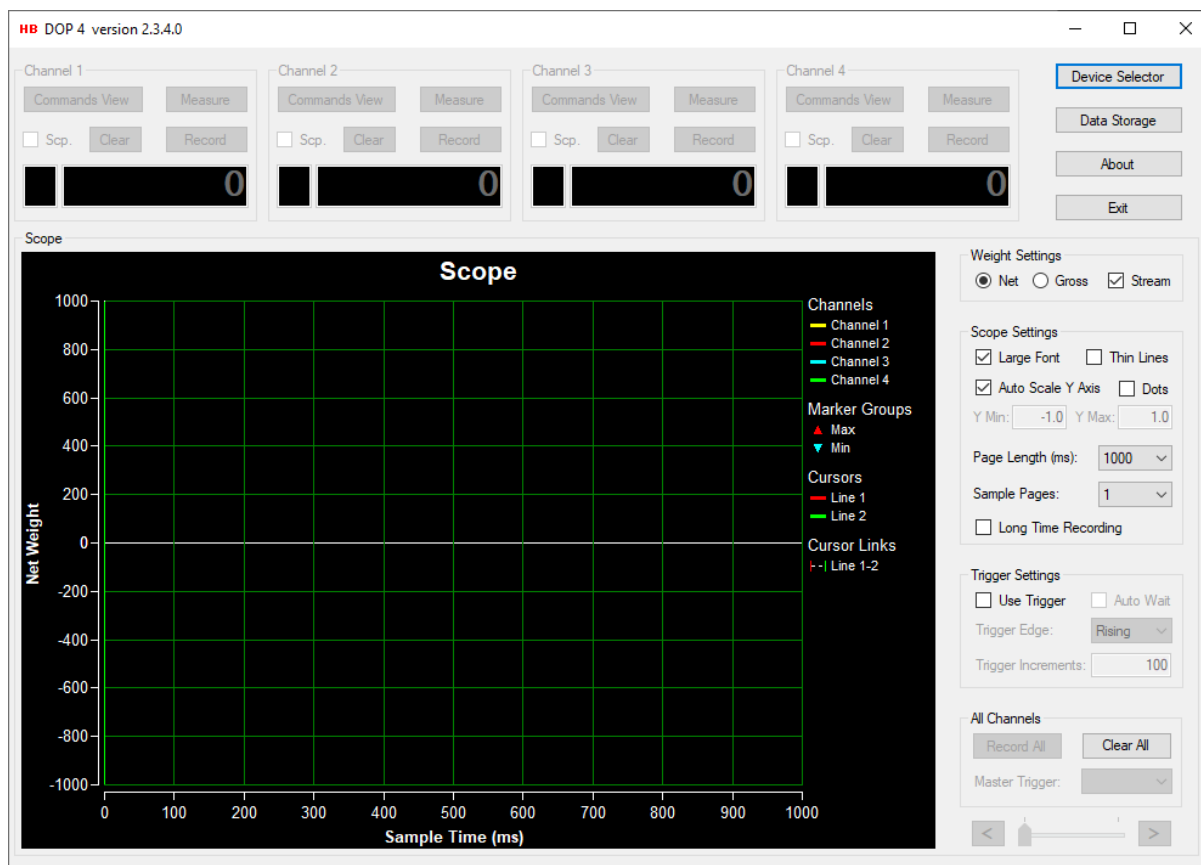 HB DOP 4 version 2.3.4.0
Channel 1
Commands View Measure
Scp. Clear Record
0
Channel 2
Commands View Measure
Scp. Clear Record
0
Channel 3
Commands View Measure
Scp. Clear Record
0
Channel 4
Commands View Measure
Scp. Clear Record
0
Device Selector
Data Storage
About
Exit
Scope
Scope
Net Weight
1000
800
600
400
200
0
-200
-400
-600
-800
-1000
0 100 200 300 400 500 600 700 800 900 1000
Sample Time (ms)
Channels
Channel 1
Channel 2
Channel 3
Channel 4
Marker Groups
Max
Min
Cursors
Line 1
Line 2
Cursor Links
Line 1-2
Weight Settings
Net Gross Stream
Scope Settings
Large Font Thin Lines
Auto Scale Y Axis Dots
Y Min: -1.0 Y Max: 1.0
Page Length (ms): 1000
Sample Pages: 1
Long Time Recording
Trigger Settings
Use Trigger Auto Wait
Trigger Edge: Rising
Trigger Increments: 100
All Channels
Record All Clear All
Master Trigger:
< >